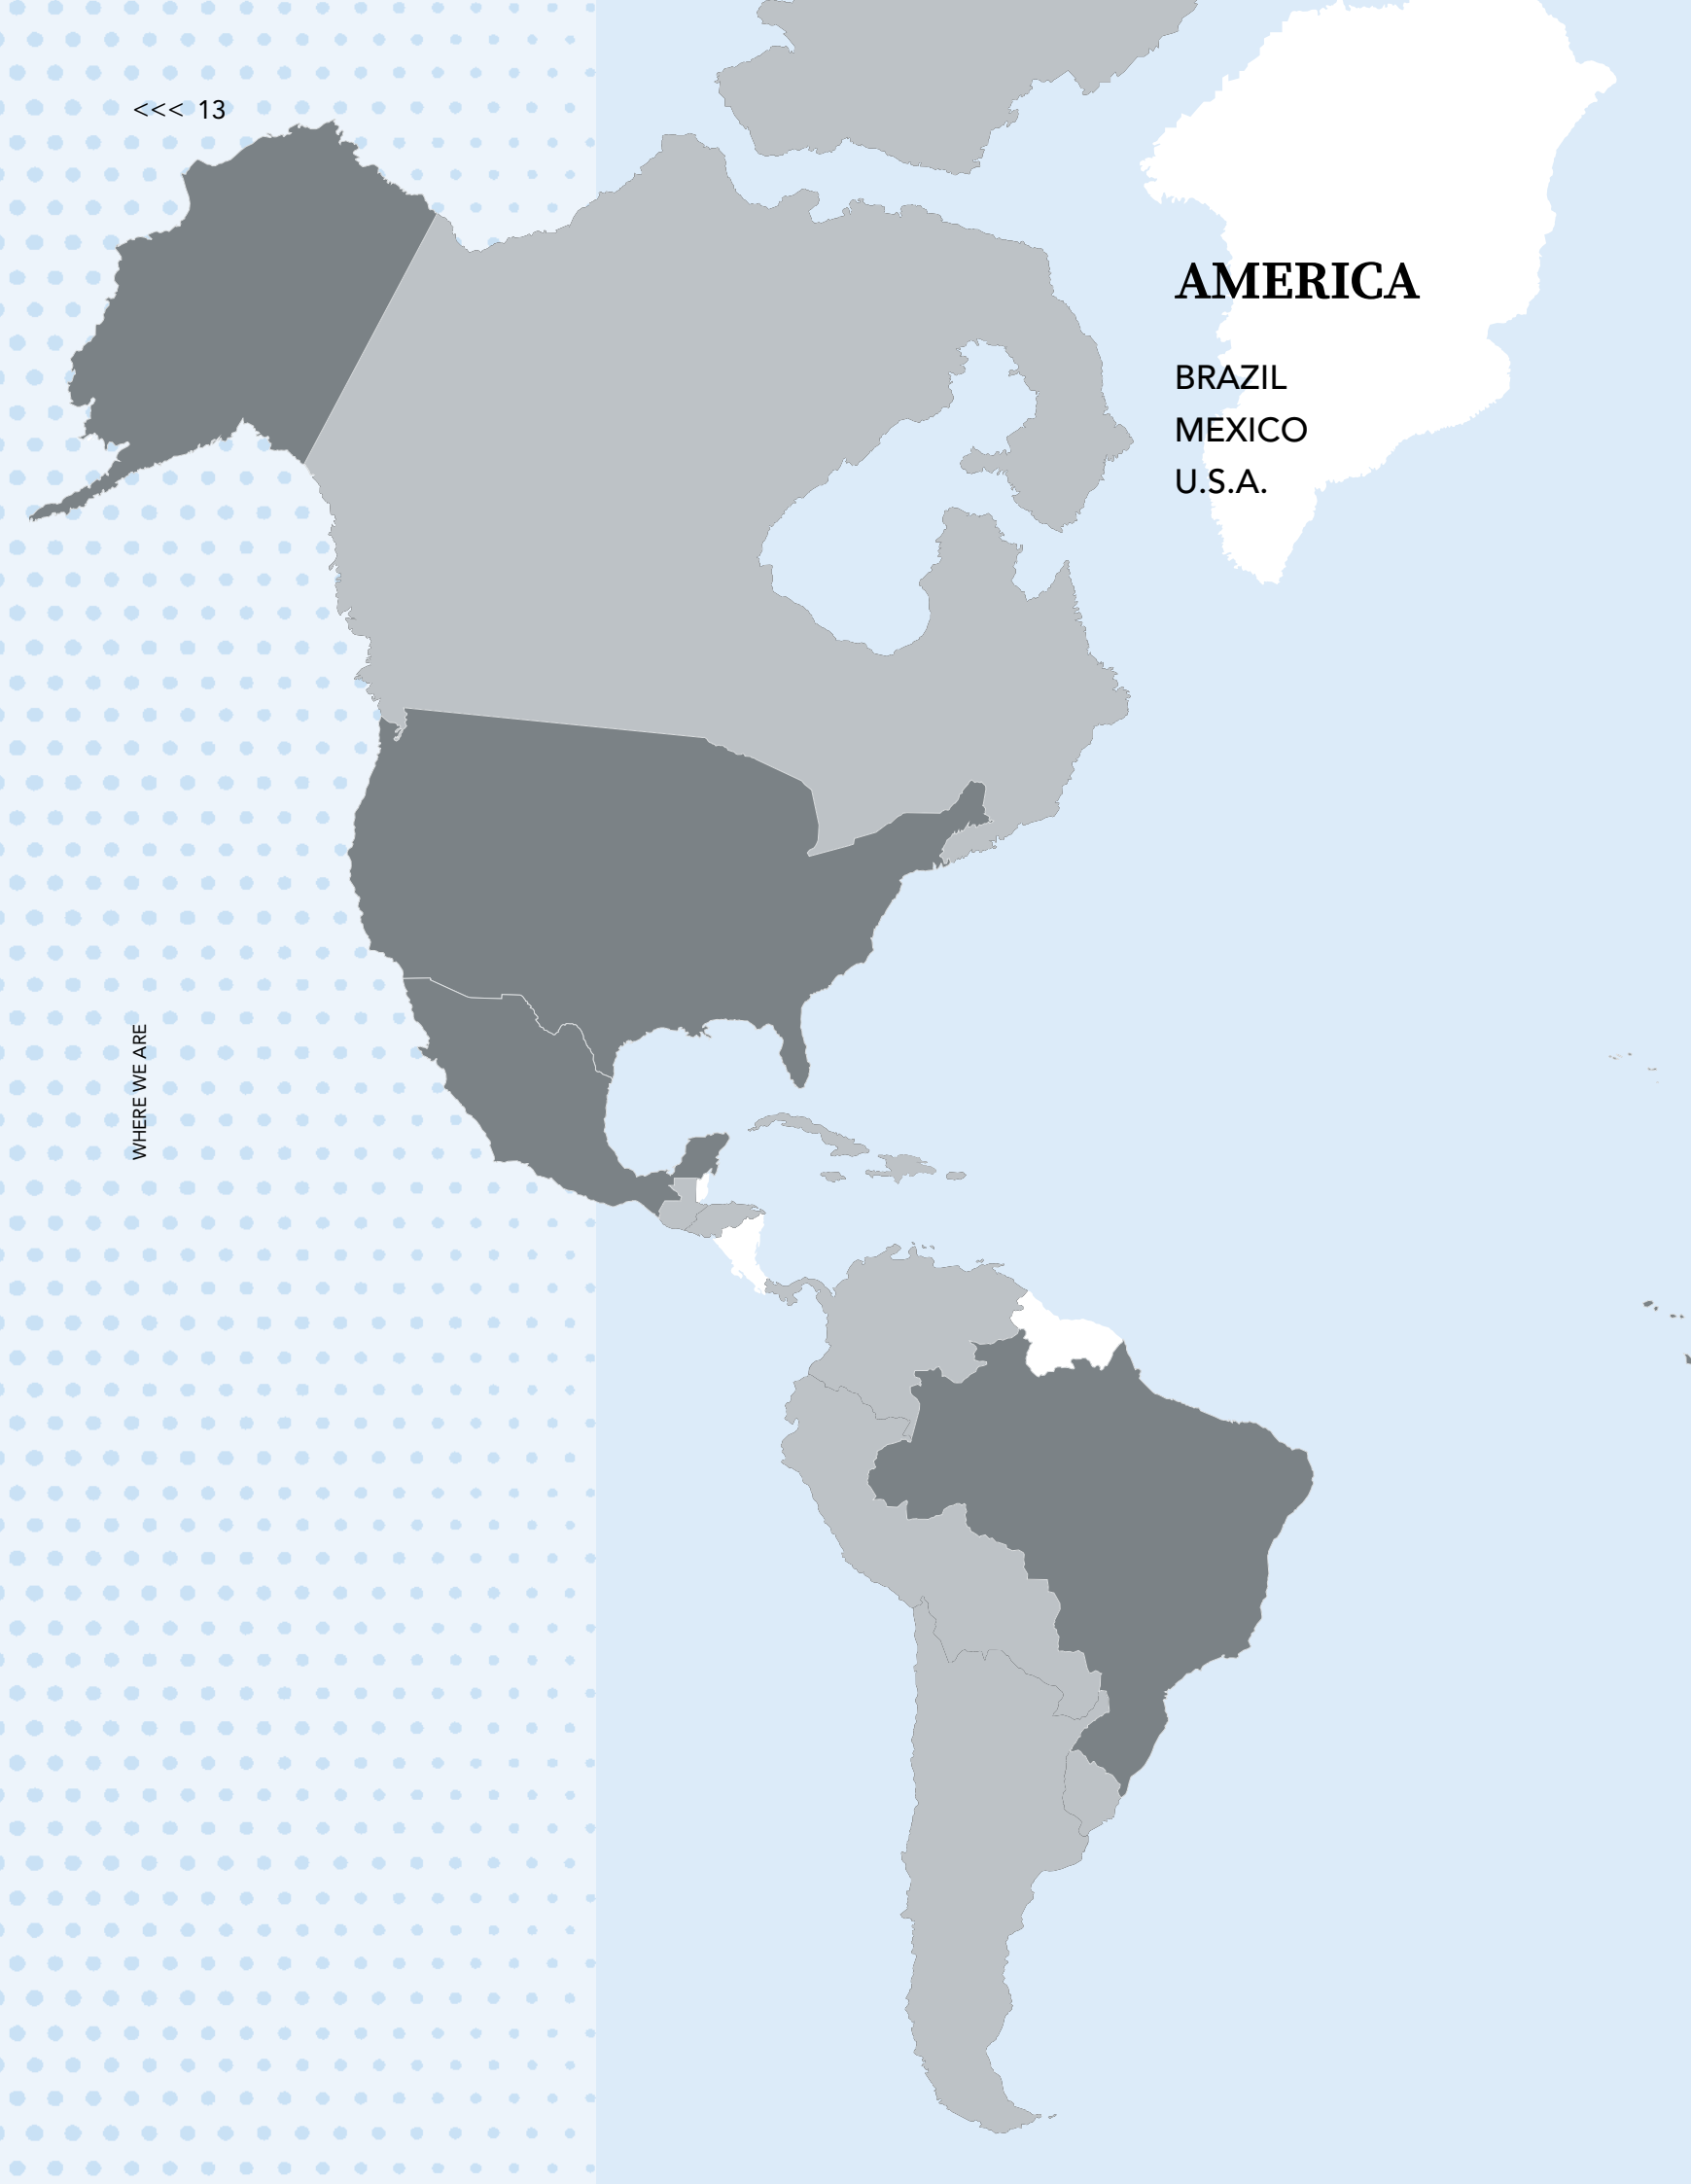 <<< 13
AMERICA
BRAZIL
MEXICO
U.S.A.
WHERE WE ARE